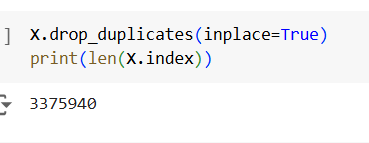 ] X.drop_duplicates(inplace=True)
print(len(X.index))
3375940